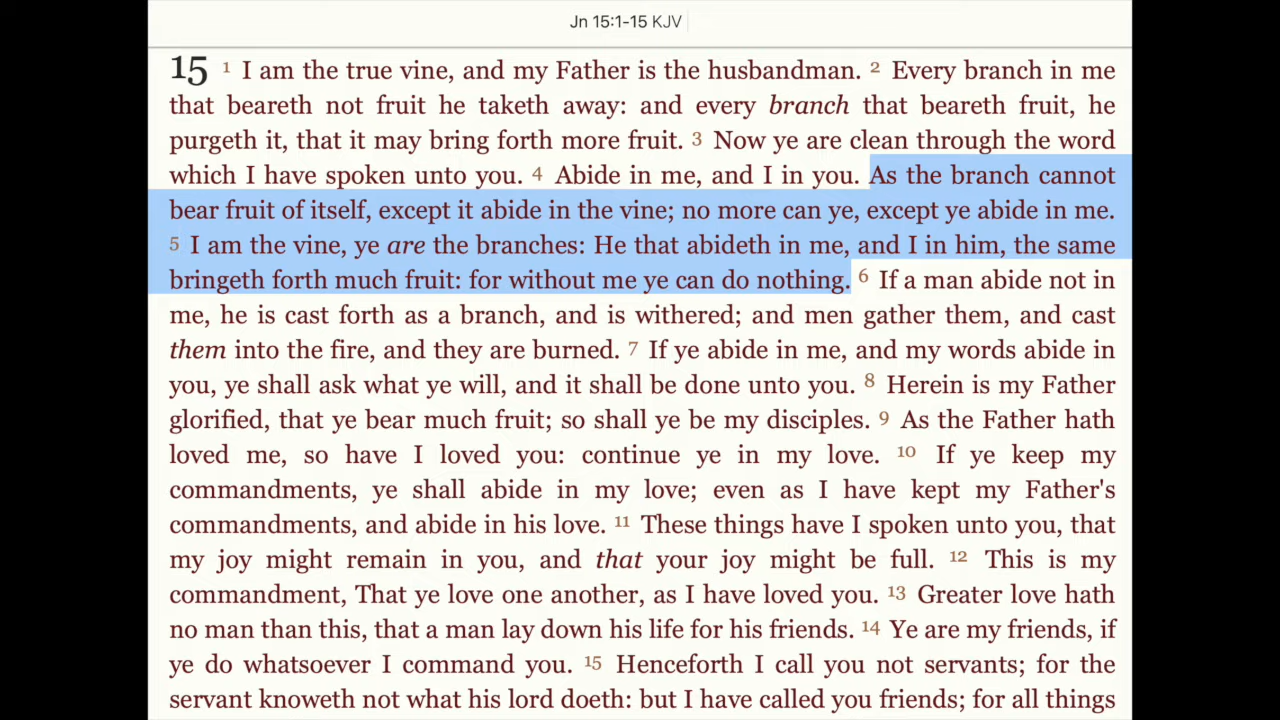 Jn 15:1-15 KJV
15 1 I am the true vine, and my Father is the husbandman. 2 Every branch in me
that beareth not fruit he taketh away: and every branch that beareth fruit, he
purgeth it, that it may bring forth more fruit. 3 Now ye are clean through the word
which I have spoken unto you. 4 Abide in me, and I in you. As the branch cannot
bear fruit of itself, except it abide in the vine; no more can ye, except ye abide in me.
5 I am the vine, ye are the branches: He that abideth in me, and I in him, the same
bringeth forth much fruit: for without me ye can do nothing. 6 If a man abide not in
me, he is cast forth as a branch, and is withered; and men gather them, and cast
them into the fire, and they are burned. 7 If ye abide in me, and my words abide in
you, ye shall ask what ye will, and it shall be done unto you. 8 Herein is my Father
glorified, that ye bear much fruit; so shall ye be my disciples. 9 As the Father hath
loved me, so have I loved you: continue ye in my love. 10 If ye keep my
commandments, ye shall abide in my love; even as I have kept my Father's
commandments, and abide in his love. 11 These things have I spoken unto you, that
my joy might remain in you, and that your joy might be full. 12 This is my
commandment, That ye love one another, as I have loved you. 13 Greater love hath
no man than this, that a man lay down his life for his friends. 14 Ye are my friends, if
ye do whatsoever I command you. 15 Henceforth I call you not servants; for the
servant knoweth not what his lord doeth: but I have called you friends; for all things